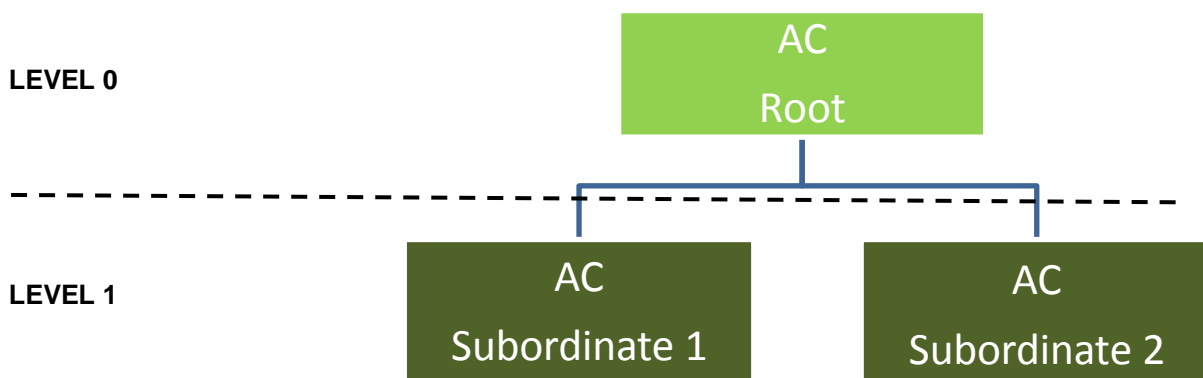 AC
Root
LEVEL 0
AC
Subordinate 1
AC
Subordinate 2
LEVEL 1